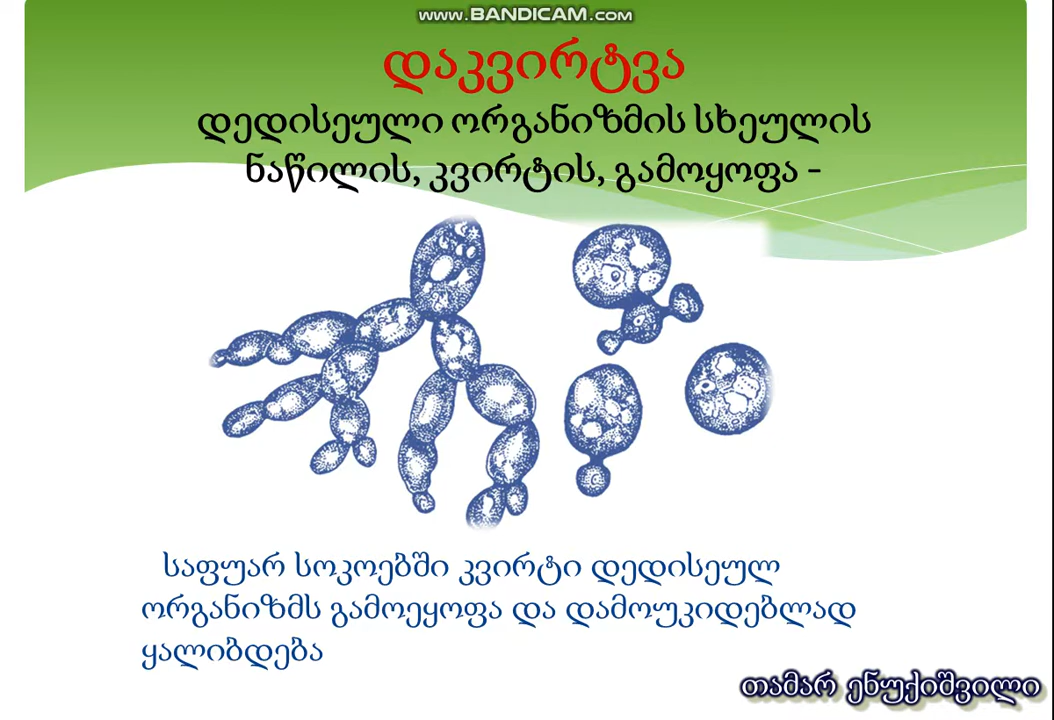 www.BANDICAM.com
დაკვირტვა
დედისეული ორგანიზმის სხეულის
ნაწილის, კვირტის, გამოყოფა -
საფუარ სოკოებში კვირტი დედისეულ
ორგანიზმს გამოეყოფა და დამოუკიდებლად
ყალიბდება
თამარ ენუქიშვილი